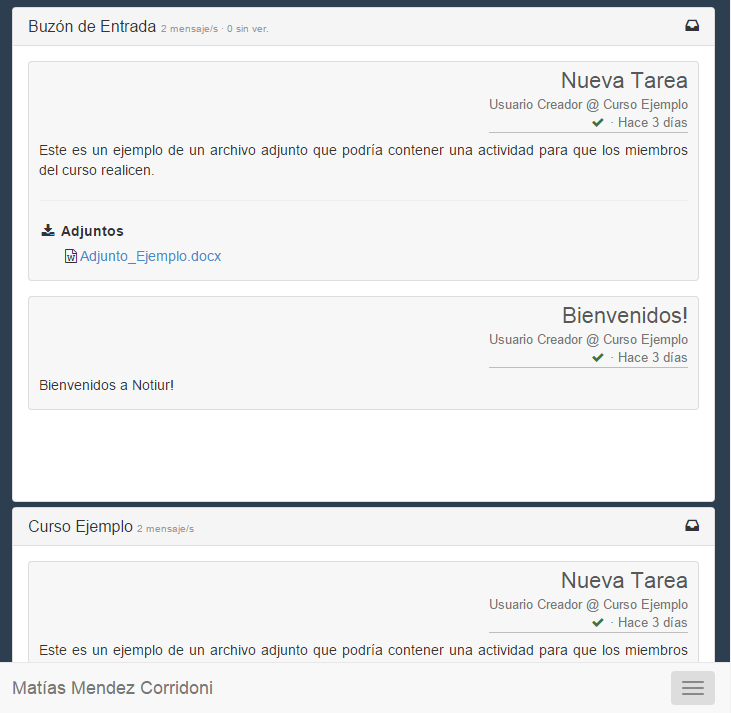 Buzón de Entrada 2 mensaje/s · 0 sin ver.
Nueva Tarea
Usuario Creador @ Curso Ejemplo
· Hace 3 días
Este es un ejemplo de un archivo adjunto que podría contener una actividad para que los miembros
del curso realicen.
Adjuntos
Adjunto_Ejemplo.docx
Bienvenidos!
Usuario Creador @ Curso Ejemplo
· Hace 3 días
Bienvenidos a Notiur!
Curso Ejemplo 2 mensaje/s
Nueva Tarea
Usuario Creador @ Curso Ejemplo
· Hace 3 días
Este es un ejemplo de un archivo adjunto que podría contener una actividad para que los miembros
Matías Mendez Corridoni